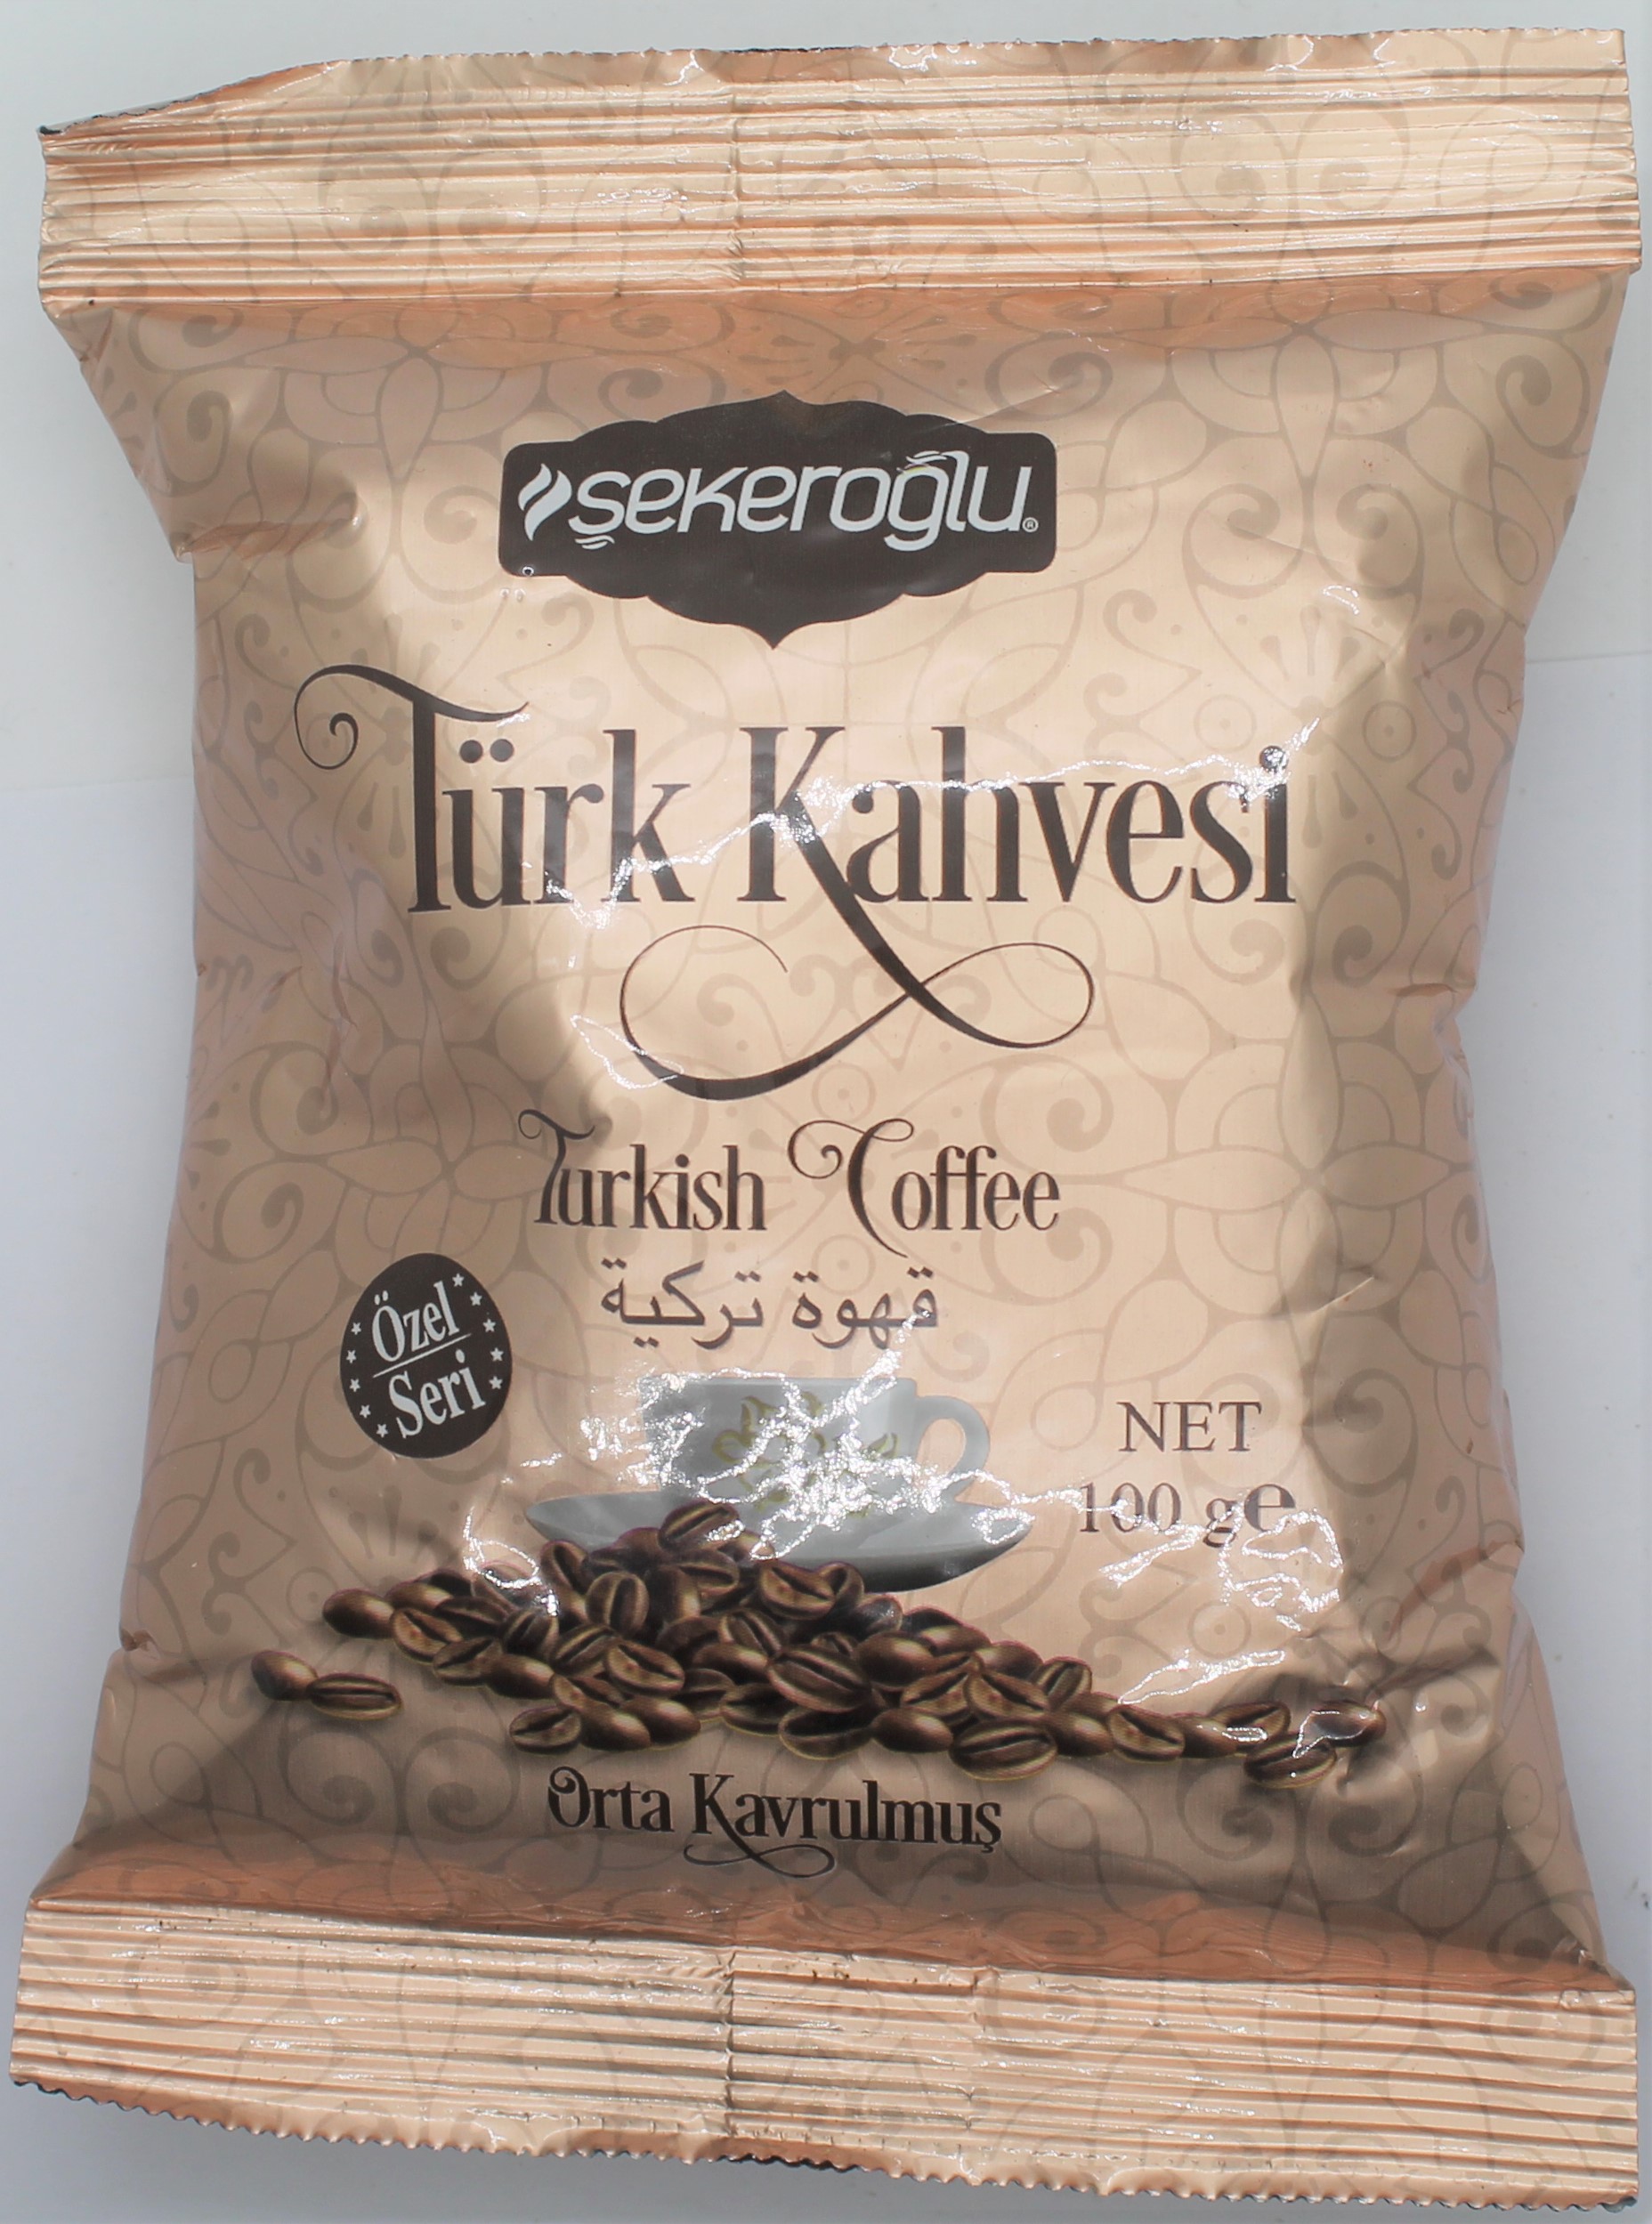 şekeroğlu®
Türk Kahvesi
Turkish Coffee
قهوة تركية
Özel
Seri
NET
100 g℮
Orta Kavrulmuş